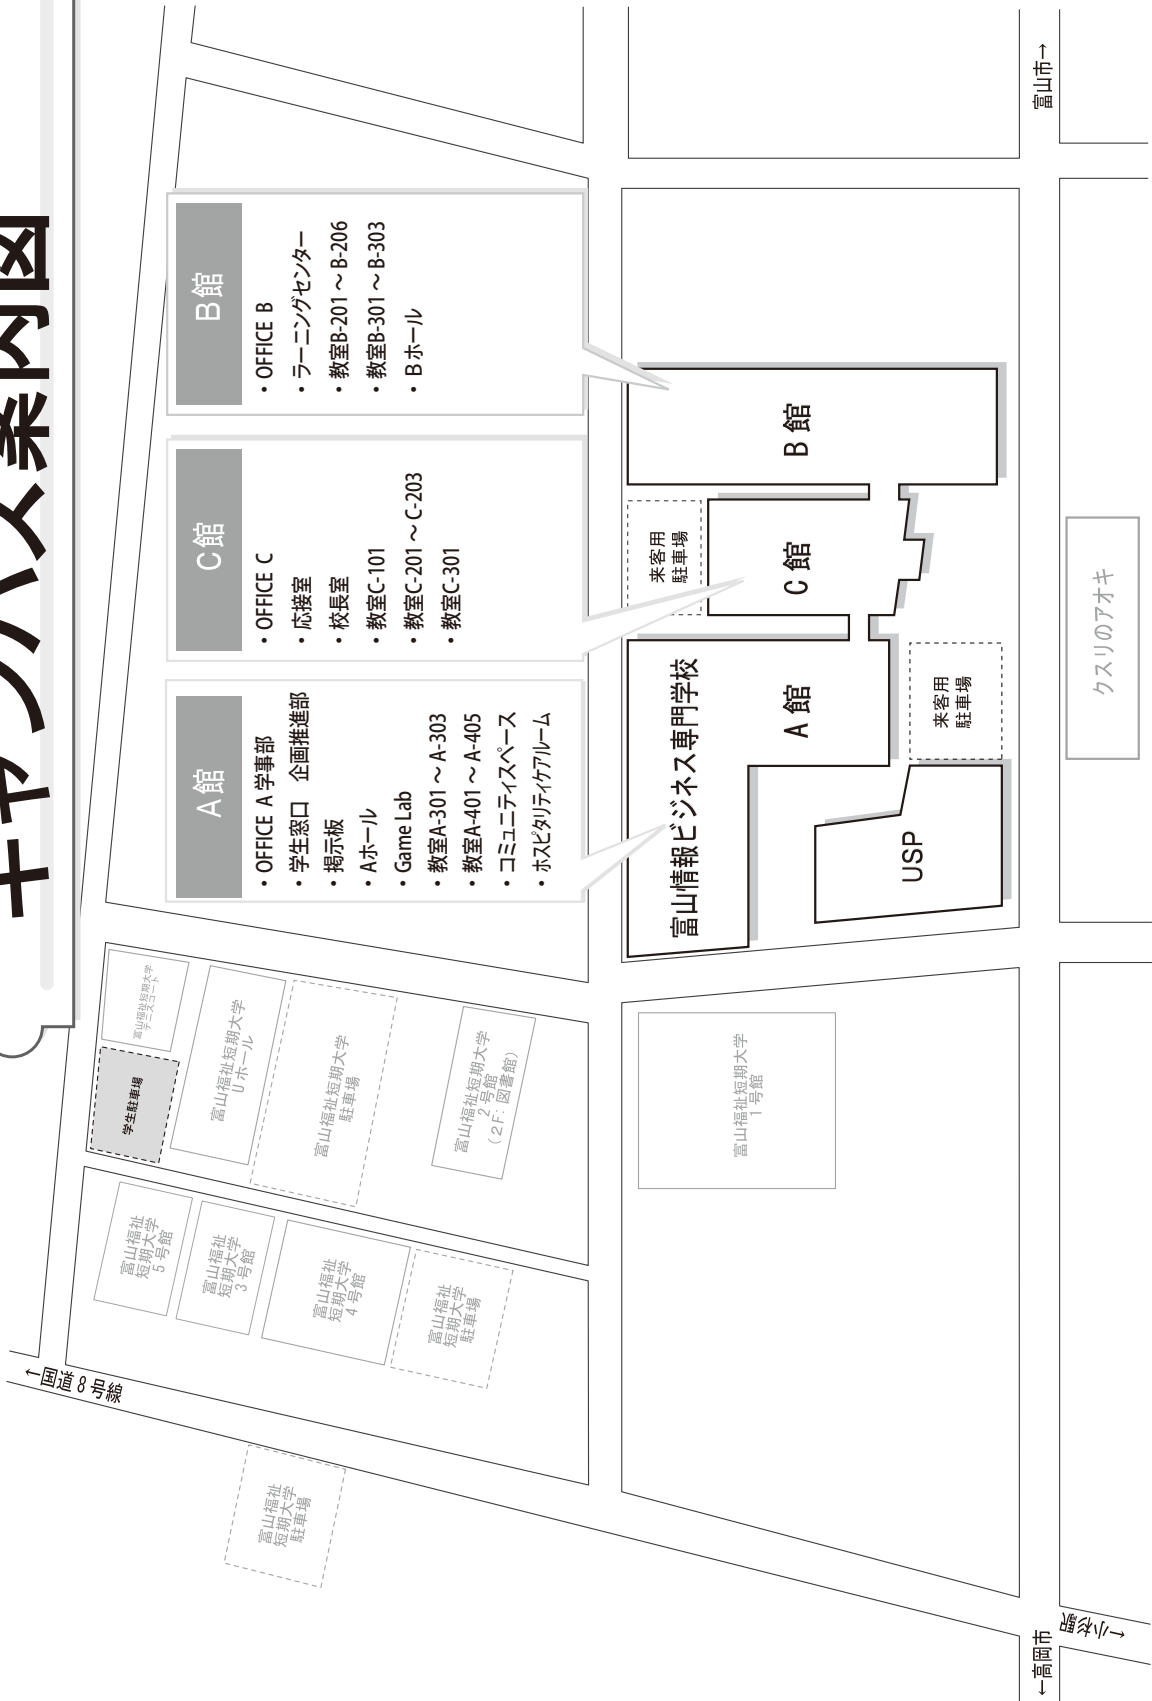 キャンパス案内図
A館
・OFFICE A 学事部
・学生窓口　企画推進部
・掲示板
・Aホール
・Game Lab
・教室A-301～A-303
・教室A-401～A-405
・コミュニティスペース
・ホスピタリティケアルーム
C館
・OFFICE C
・応接室
・校長室
・教室C-101
・教室C-201～C-203
・教室C-301
B館
・OFFICE B
・ラーニングセンター
・教室B-201～B-206
・教室B-301～B-303
・Bホール
富山情報ビジネス専門学校
A館
C館
B館
USP
来客用
駐車場
来客用
駐車場
クスリのアオキ
富山市→
←高岡市
←小杉駅
←国道8号線
富山福祉短期大学
テニスコート
学生駐車場
富山福祉短期大学
Uホール
富山福祉短期大学
駐車場
富山福祉短期大学
2号館
（2F: 図書館）
富山福祉短期大学
1号館
富山福祉
短期大学
5号館
富山福祉
短期大学
3号館
富山福祉
短期大学
4号館
富山福祉
短期大学
駐車場
富山福祉
短期大学
駐車場